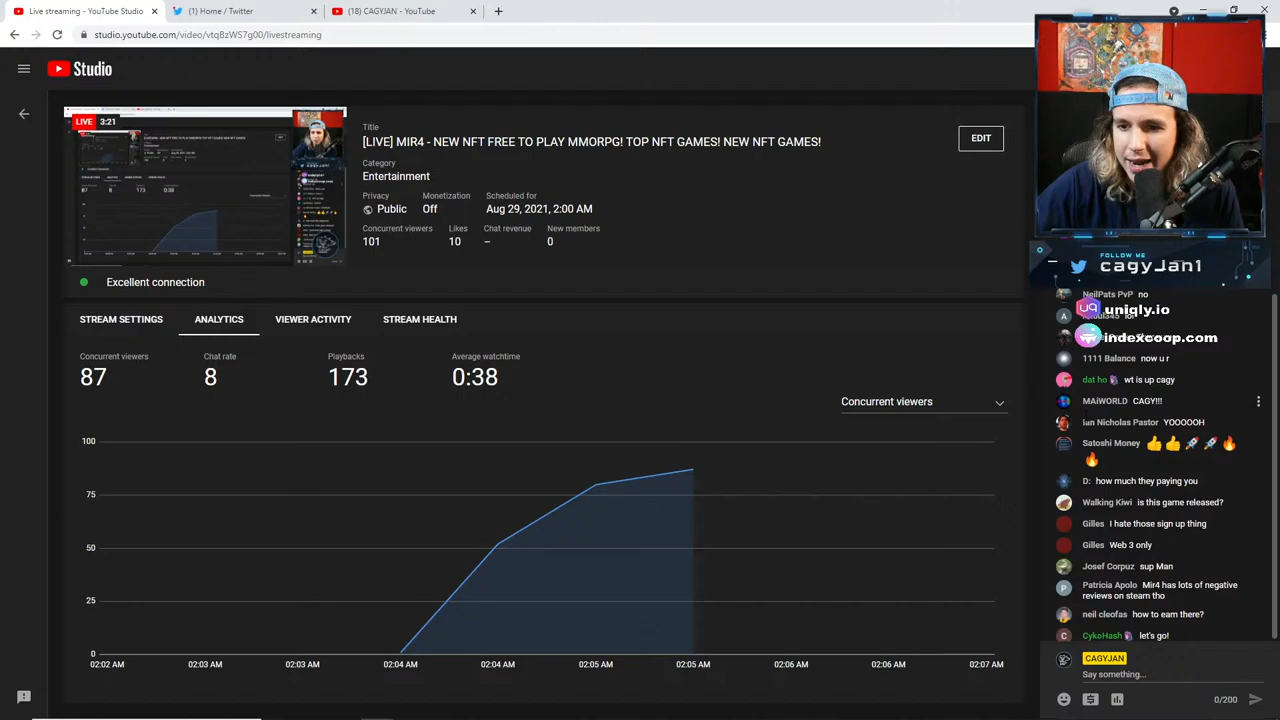 Live streaming - YouTube Studio
(1) Home / Twitter
(18) CAGYJAN - YouTube
studio.youtube.com/video/vtq8zWS7g00/livestreaming
Studio
LIVE 3:21
Title
[LIVE] MIR4 - NEW NFT FREE TO PLAY MMORPG! TOP NFT GAMES! NEW NFT GAMES!
EDIT
Category
Entertainment
Privacy Monetization Scheduled for
Public Off Aug 29, 2021, 2:00 AM
Concurrent viewers Likes Chat revenue New members
101 10 – 0
Excellent connection
STREAM SETTINGS ANALYTICS VIEWER ACTIVITY STREAM HEALTH
Concurrent viewers Chat rate Playbacks Average watchtime
87 8 173 0:38
Concurrent viewers
100
75
50
25
0
02:02 AM 02:03 AM 02:03 AM 02:04 AM 02:04 AM 02:05 AM 02:05 AM 02:06 AM 02:06 AM 02:07 AM
FOLLOW ME
cagyJan1
NeilPats PvP no
uniqly.io
indexcoop.com
1111 Balance now u r
dat ho wt is up cagy
MAiWORLD CAGY!!!
Ian Nicholas Pastor YOOOOOH
Satoshi Money 👍👍🚀🚀🔥
🔥
D: how much they paying you
Walking Kiwi is this game released?
Gilles I hate those sign up thing
Gilles Web 3 only
Josef Corpuz sup Man
Patricia Apolo Mir4 has lots of negative
reviews on steam tho
neil cleofas how to earn there?
CykoHash let's go!
CAGYJAN
Say something...
0/200